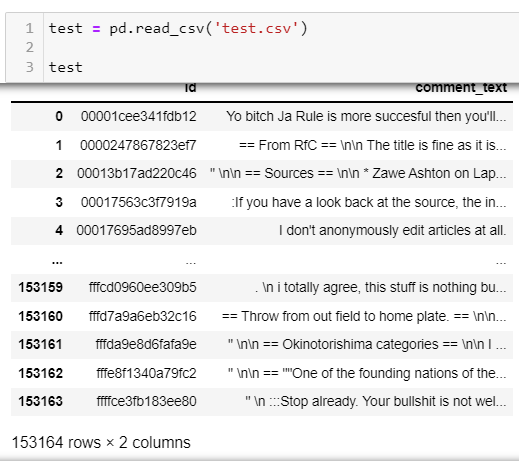 1 test = pd.read_csv('test.csv')
2
3 test
id comment_text
0 00001cee341fdb12 Yo bitch Ja Rule is more succesful then you'll...
1 0000247867823ef7 == From RfC == \n\n The title is fine as it is...
2 00013b17ad220c46 " \n\n == Sources == \n\n * Zawe Ashton on Lap...
3 00017563c3f7919a :If you have a look back at the source, the in...
4 00017695ad8997eb I don't anonymously edit articles at all.
... ... ...
153159 fffcd0960ee309b5 . \n i totally agree, this stuff is nothing bu...
153160 fffd7a9a6eb32c16 == Throw from out field to home plate. == \n\n...
153161 fffda9e8d6fafa9e " \n\n == Okinotorishima categories == \n\n I ...
153162 fffe8f1340a79fc2 " \n\n == ""One of the founding nations of the...
153163 ffffce3fb183ee80 " \n :::Stop already. Your bullshit is not wel...
153164 rows × 2 columns